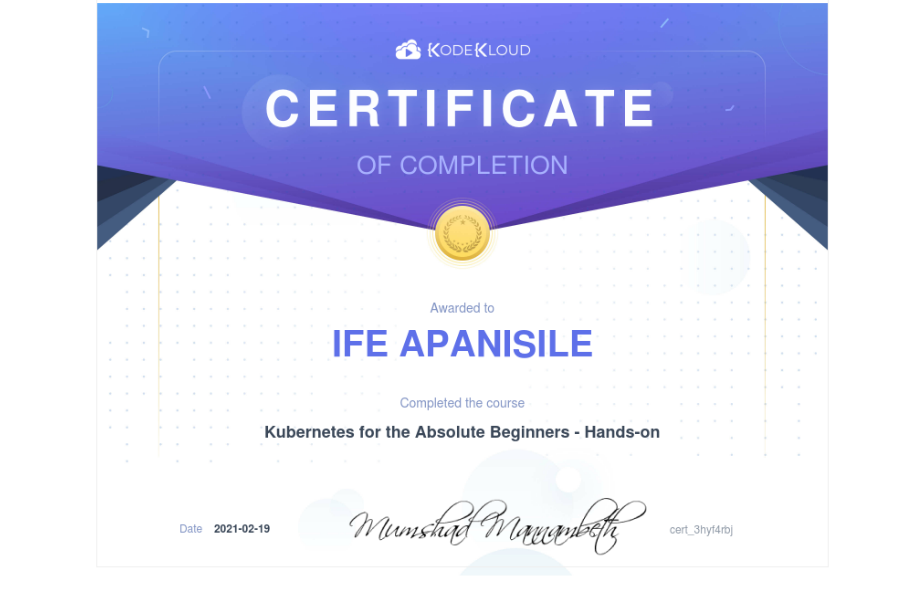 KODEKLOUD
CERTIFICATE
OF COMPLETION
Awarded to
IFE APANISILE
Completed the course
Kubernetes for the Absolute Beginners - Hands-on
Date 2021-02-19
Mumshad Mannambeth
cert_3hyf4rbj